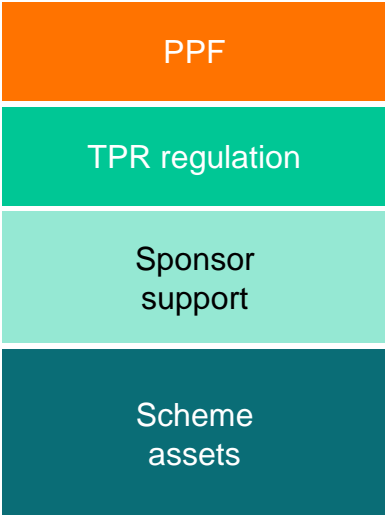 PPF
TPR regulation
Sponsor
support
Scheme
assets